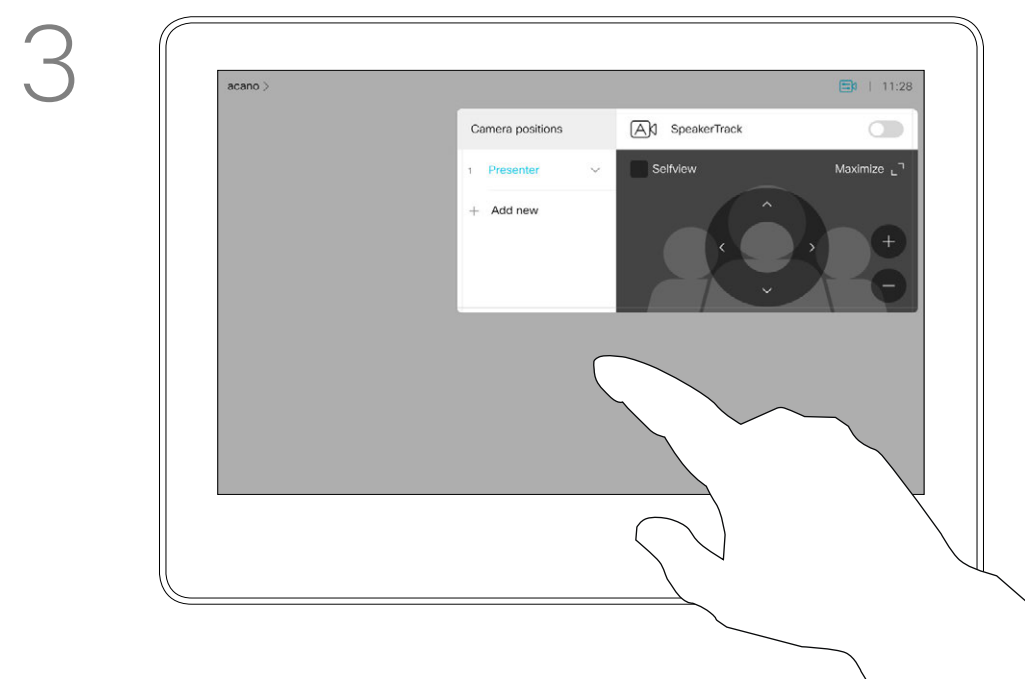 3
acano >
11:28
Camera positions
SpeakerTrack
1 Presenter
Selfview
Maximize
+ Add new